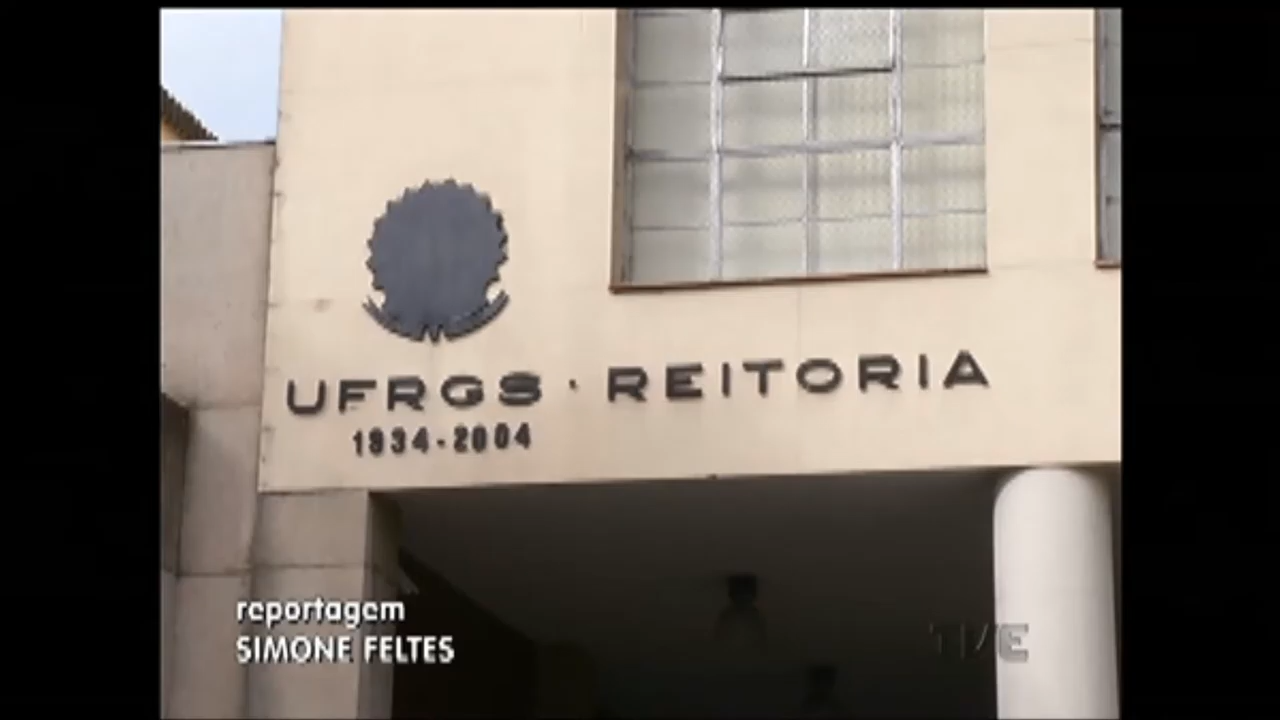 UFRGS · REITORIA
1934-2004
reportagem
SIMONE FELTES
TVE